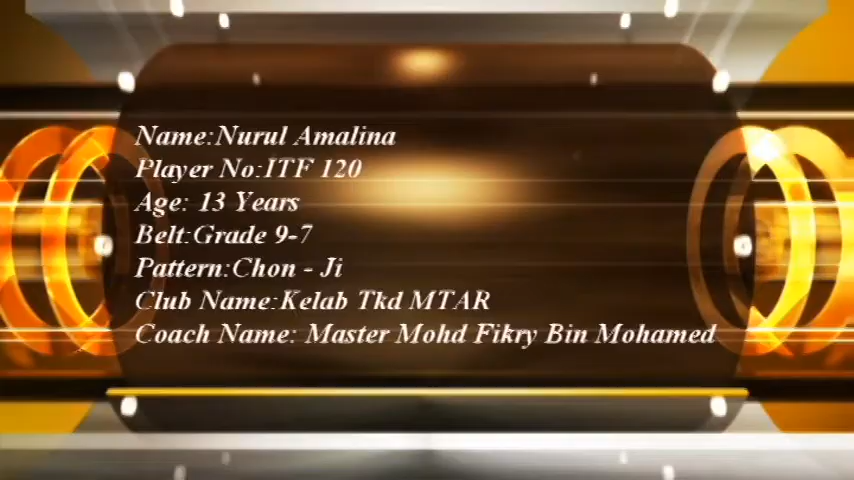 Name:Nurul Amalina
Player No:ITF 120
Age: 13 Years
Belt:Grade 9-7
Pattern:Chon - Ji
Club Name:Kelab Tkd MTAR
Coach Name: Master Mohd Fikry Bin Mohamed